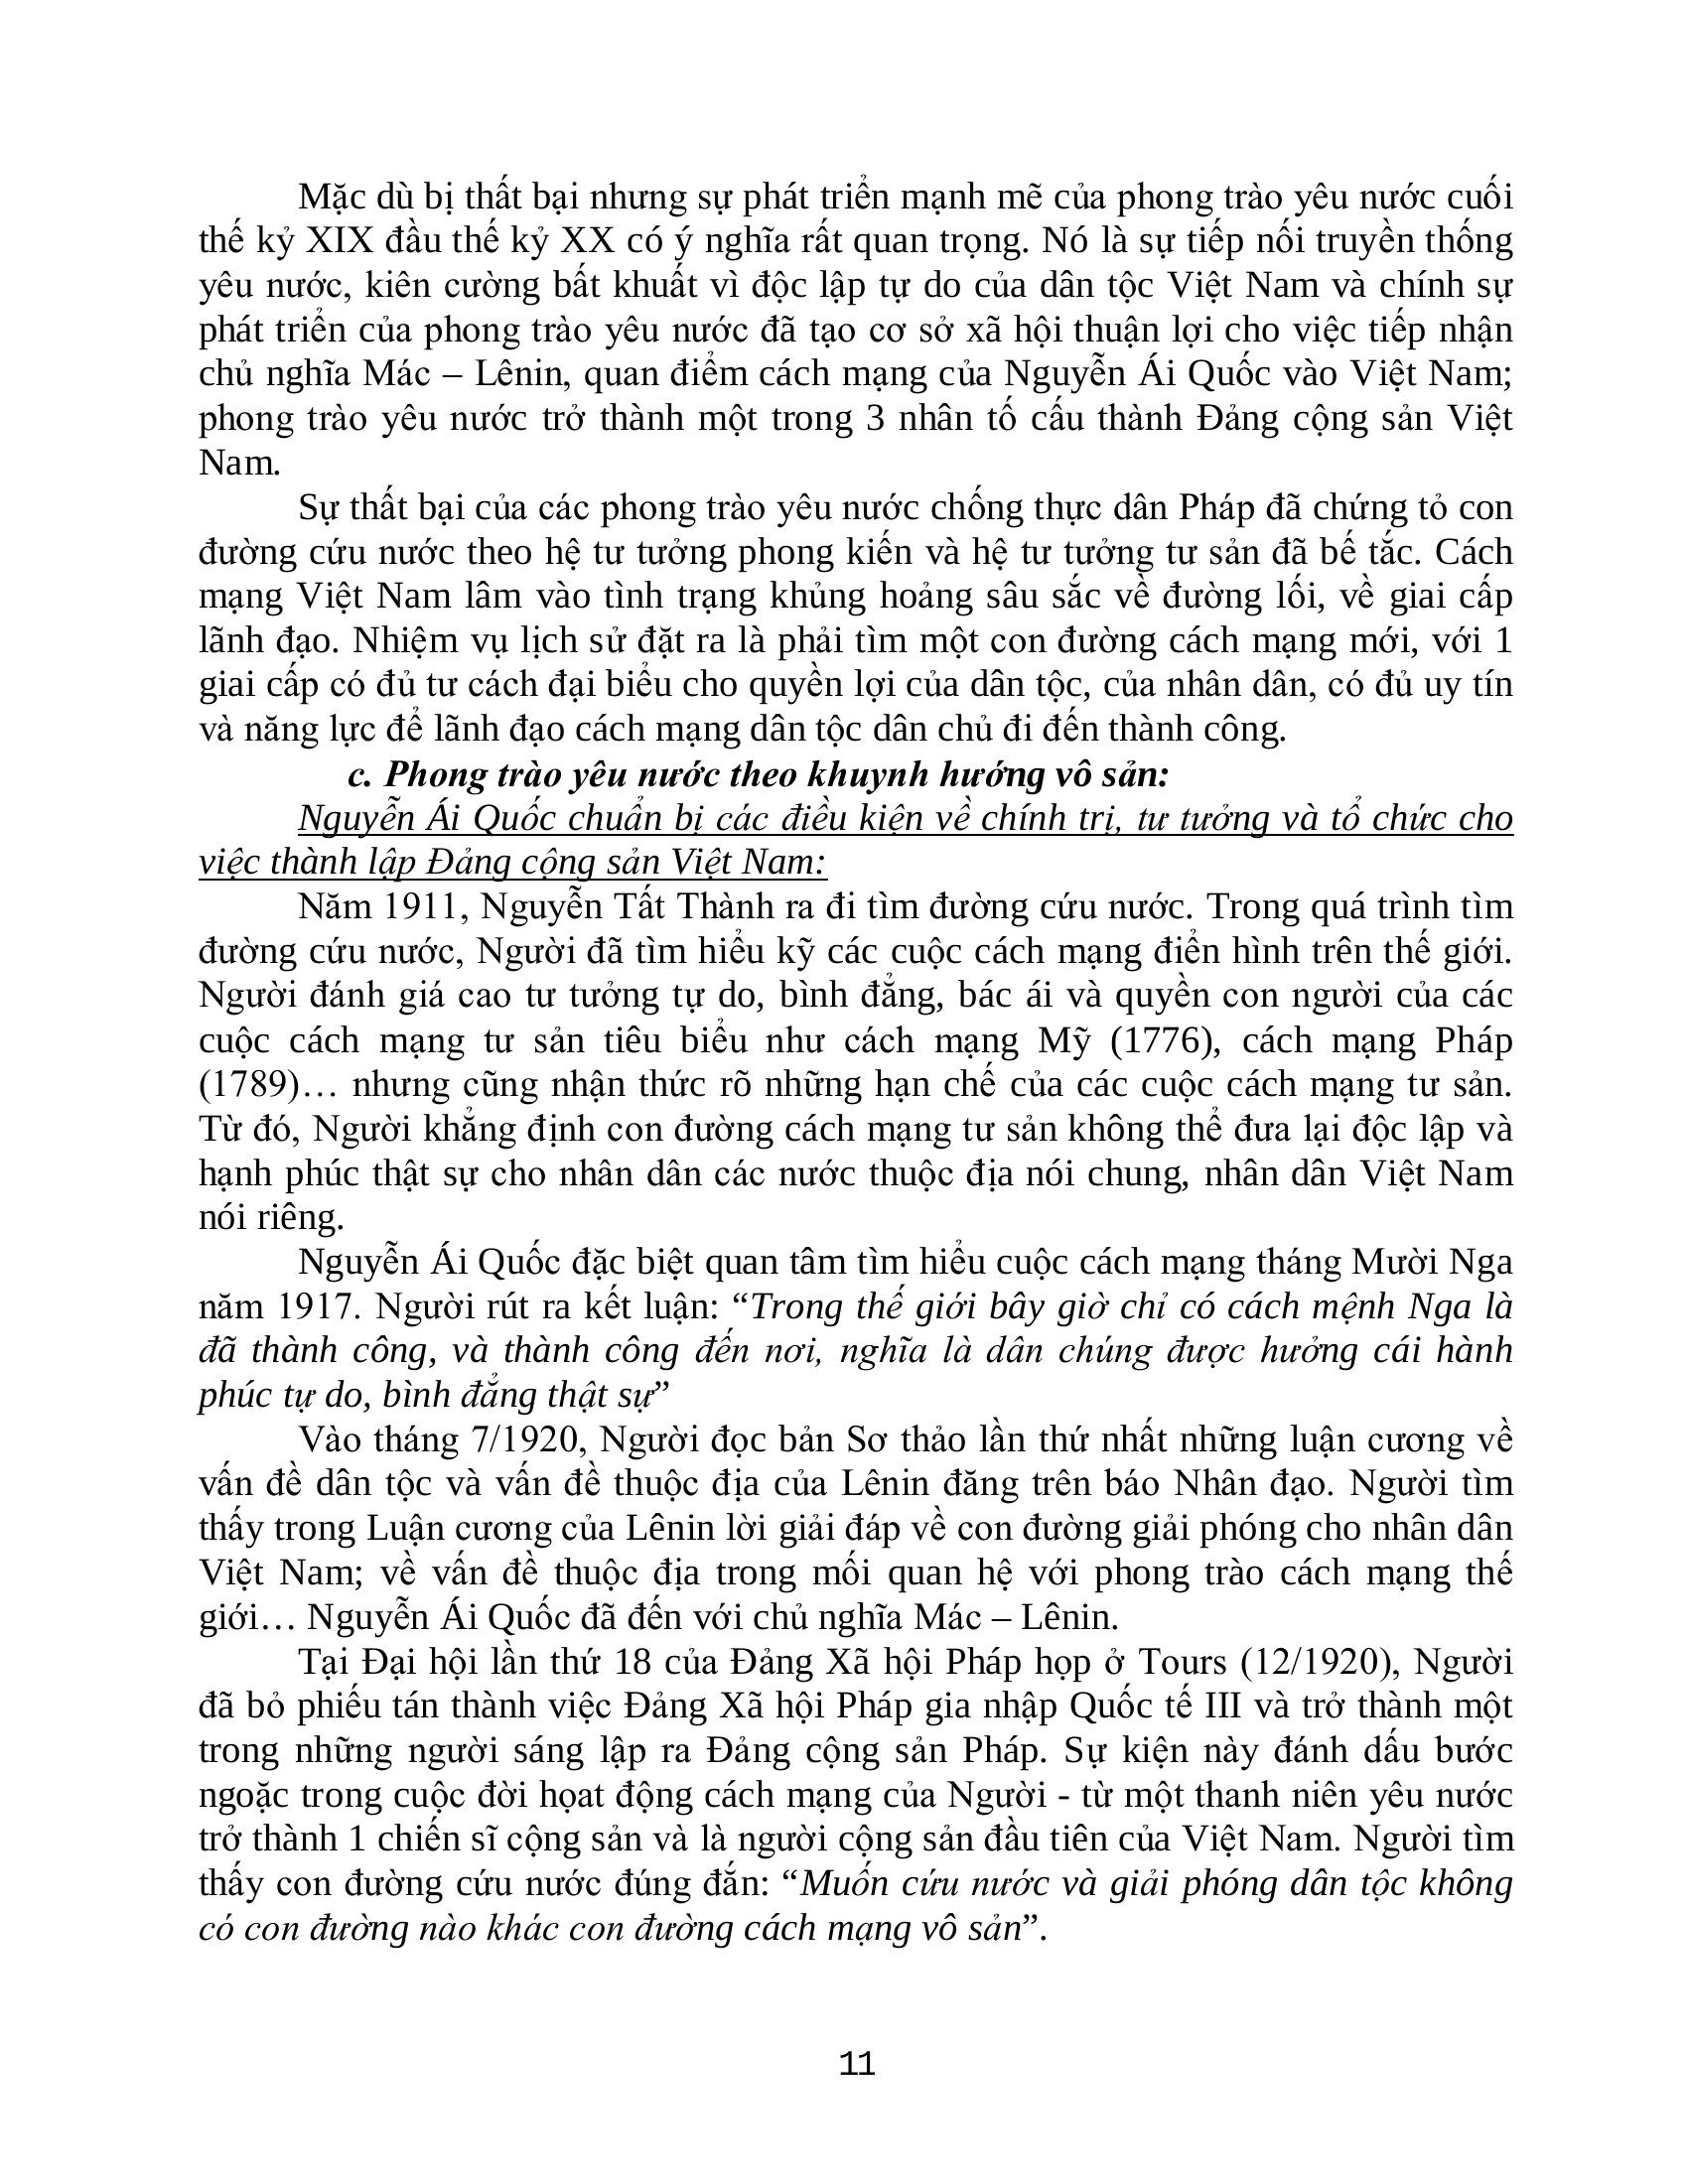 Mặc dù bị thất bại nhưng sự phát triển mạnh mẽ của phong trào yêu nước cuối
thế kỷ XIX đầu thế kỷ XX có ý nghĩa rất quan trọng. Nó là sự tiếp nối truyền thống
yêu nước, kiên cường bất khuất vì độc lập tự do của dân tộc Việt Nam và chính sự
phát triển của phong trào yêu nước đã tạo cơ sở xã hội thuận lợi cho việc tiếp nhận
chủ nghĩa Mác – Lênin, quan điểm cách mạng của Nguyễn Ái Quốc vào Việt Nam;
phong trào yêu nước trở thành một trong 3 nhân tố cấu thành Đảng cộng sản Việt
Nam.
Sự thất bại của các phong trào yêu nước chống thực dân Pháp đã chứng tỏ con
đường cứu nước theo hệ tư tưởng phong kiến và hệ tư tưởng tư sản đã bế tắc. Cách
mạng Việt Nam lâm vào tình trạng khủng hoảng sâu sắc về đường lối, về giai cấp
lãnh đạo. Nhiệm vụ lịch sử đặt ra là phải tìm một con đường cách mạng mới, với 1
giai cấp có đủ tư cách đại biểu cho quyền lợi của dân tộc, của nhân dân, có đủ uy tín
và năng lực để lãnh đạo cách mạng dân tộc dân chủ đi đến thành công.
c. Phong trào yêu nước theo khuynh hướng vô sản:
Nguyễn Ái Quốc chuẩn bị các điều kiện về chính trị, tư tưởng và tổ chức cho
việc thành lập Đảng cộng sản Việt Nam:
Năm 1911, Nguyễn Tất Thành ra đi tìm đường cứu nước. Trong quá trình tìm
đường cứu nước, Người đã tìm hiểu kỹ các cuộc cách mạng điển hình trên thế giới.
Người đánh giá cao tư tưởng tự do, bình đẳng, bác ái và quyền con người của các
cuộc cách mạng tư sản tiêu biểu như cách mạng Mỹ (1776), cách mạng Pháp
(1789)… nhưng cũng nhận thức rõ những hạn chế của các cuộc cách mạng tư sản.
Từ đó, Người khẳng định con đường cách mạng tư sản không thể đưa lại độc lập và
hạnh phúc thật sự cho nhân dân các nước thuộc địa nói chung, nhân dân Việt Nam
nói riêng.
Nguyễn Ái Quốc đặc biệt quan tâm tìm hiểu cuộc cách mạng tháng Mười Nga
năm 1917. Người rút ra kết luận: “Trong thế giới bây giờ chỉ có cách mệnh Nga là
đã thành công, và thành công đến nơi, nghĩa là dân chúng được hưởng cái hành
phúc tự do, bình đẳng thật sự”
Vào tháng 7/1920, Người đọc bản Sơ thảo lần thứ nhất những luận cương về
vấn đề dân tộc và vấn đề thuộc địa của Lênin đăng trên báo Nhân đạo. Người tìm
thấy trong Luận cương của Lênin lời giải đáp về con đường giải phóng cho nhân dân
Việt Nam; về vấn đề thuộc địa trong mối quan hệ với phong trào cách mạng thế
giới… Nguyễn Ái Quốc đã đến với chủ nghĩa Mác – Lênin.
Tại Đại hội lần thứ 18 của Đảng Xã hội Pháp họp ở Tours (12/1920), Người
đã bỏ phiếu tán thành việc Đảng Xã hội Pháp gia nhập Quốc tế III và trở thành một
trong những người sáng lập ra Đảng cộng sản Pháp. Sự kiện này đánh dấu bước
ngoặc trong cuộc đời họat động cách mạng của Người - từ một thanh niên yêu nước
trở thành 1 chiến sĩ cộng sản và là người cộng sản đầu tiên của Việt Nam. Người tìm
thấy con đường cứu nước đúng đắn: “Muốn cứu nước và giải phóng dân tộc không
có con đường nào khác con đường cách mạng vô sản”.
11